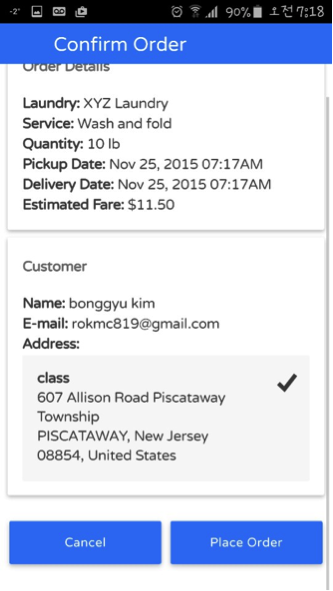 -2° 90% 오전 7:18
Confirm Order
Order Details
Laundry: XYZ Laundry
Service: Wash and fold
Quantity: 10 lb
Pickup Date: Nov 25, 2015 07:17AM
Delivery Date: Nov 25, 2015 07:17AM
Estimated Fare: $11.50
Customer
Name: bonggyu kim
E-mail: rokmc819@gmail.com
Address:
class
607 Allison Road Piscataway
Township
PISCATAWAY, New Jersey
08854, United States
Cancel Place Order